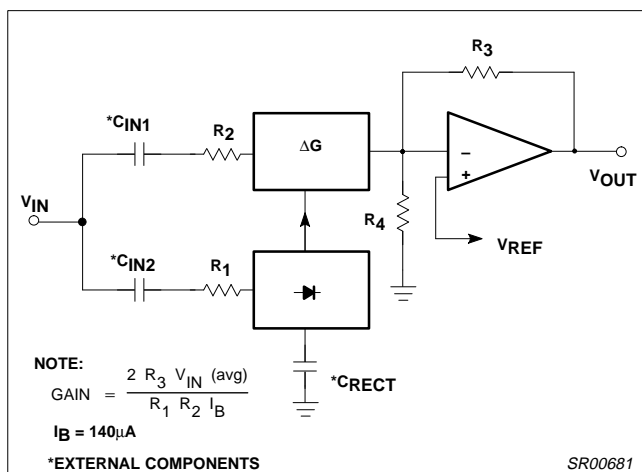 R3
*CIN1
R2
ΔG
−
+
VOUT
VIN
R4
VREF
*CIN2
R1
*CRECT
NOTE:
GAIN = 2 R3 VIN (avg) / R1 R2 IB
IB = 140µA
*EXTERNAL COMPONENTS
SR00681